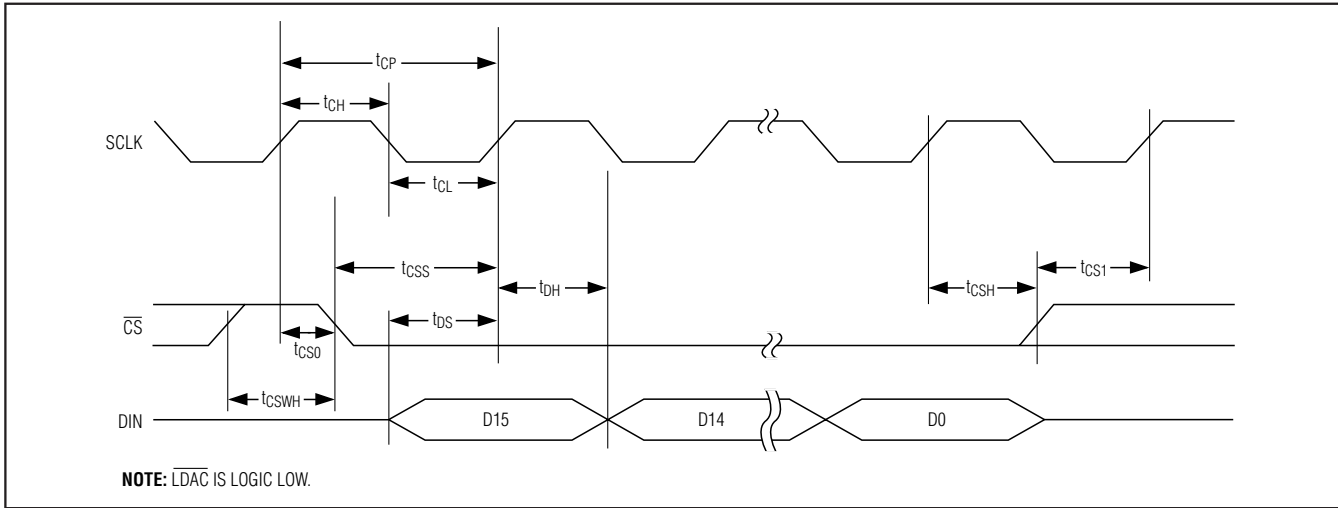 tCP
tCH
SCLK
tCL
tCSS
tDH
tCSH
tCS1
CS
tDS
tCS0
tCSWH
DIN
D15
D14
D0
NOTE: LDAC IS LOGIC LOW.